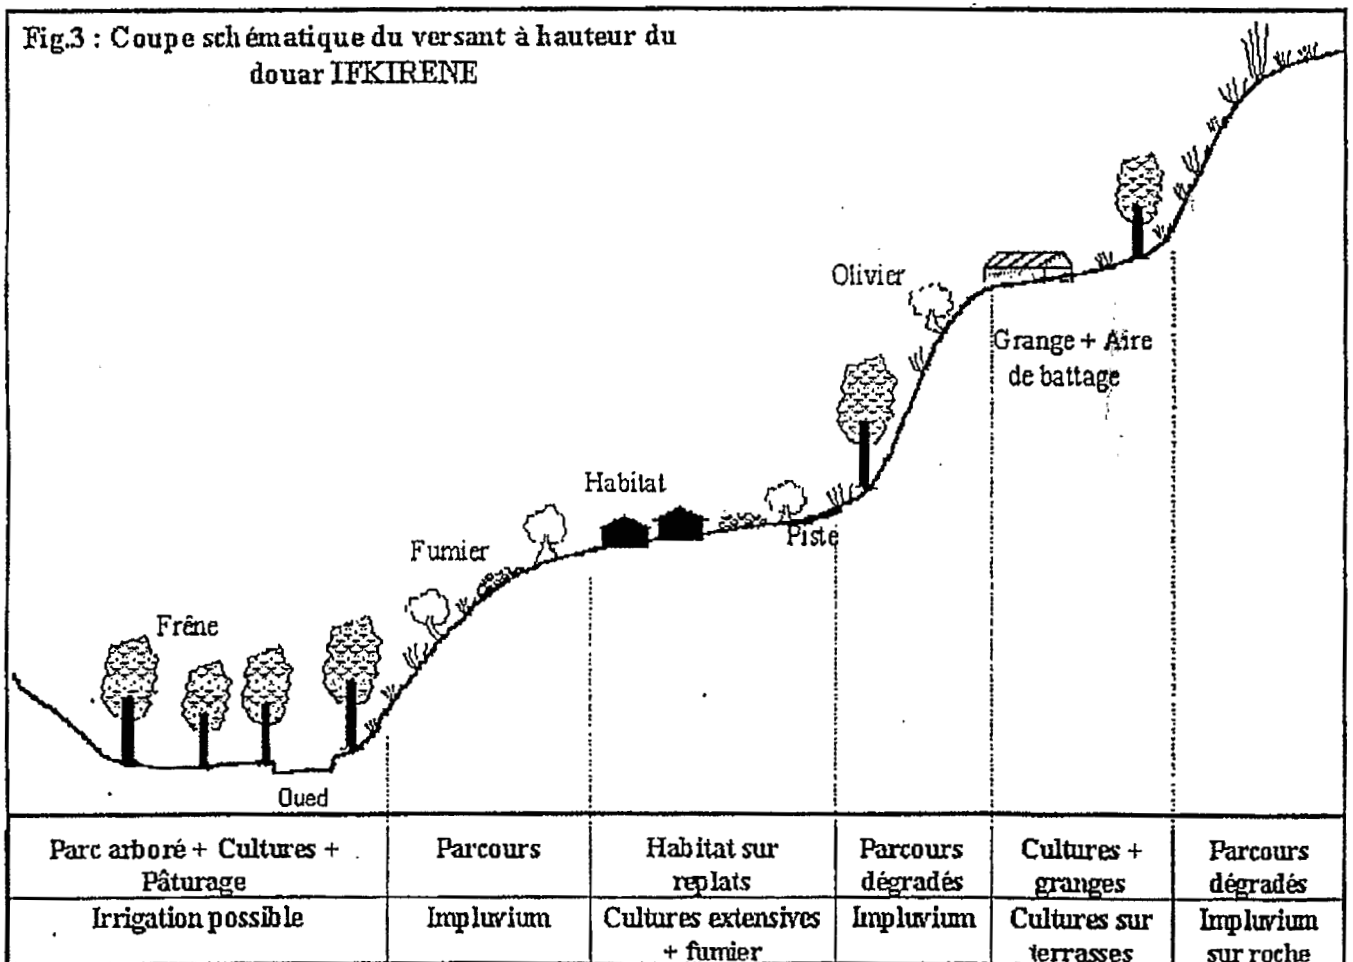 Fig.3 : Coupe schématique du versant à hauteur du
douar IFKIRENE
Olivier
Grange + Aire
de battage
Habitat
Piste
Fumier
Frêne
Oued
Parc arboré + Cultures +
Pâturage
Parcours
Habitat sur
replats
Parcours
dégradés
Cultures +
granges
Parcours
dégradés
Irrigation possible
Impluvium
Cultures extensives
+ fumier
Impluvium
Cultures sur
terrasses
Impluvium
sur roche